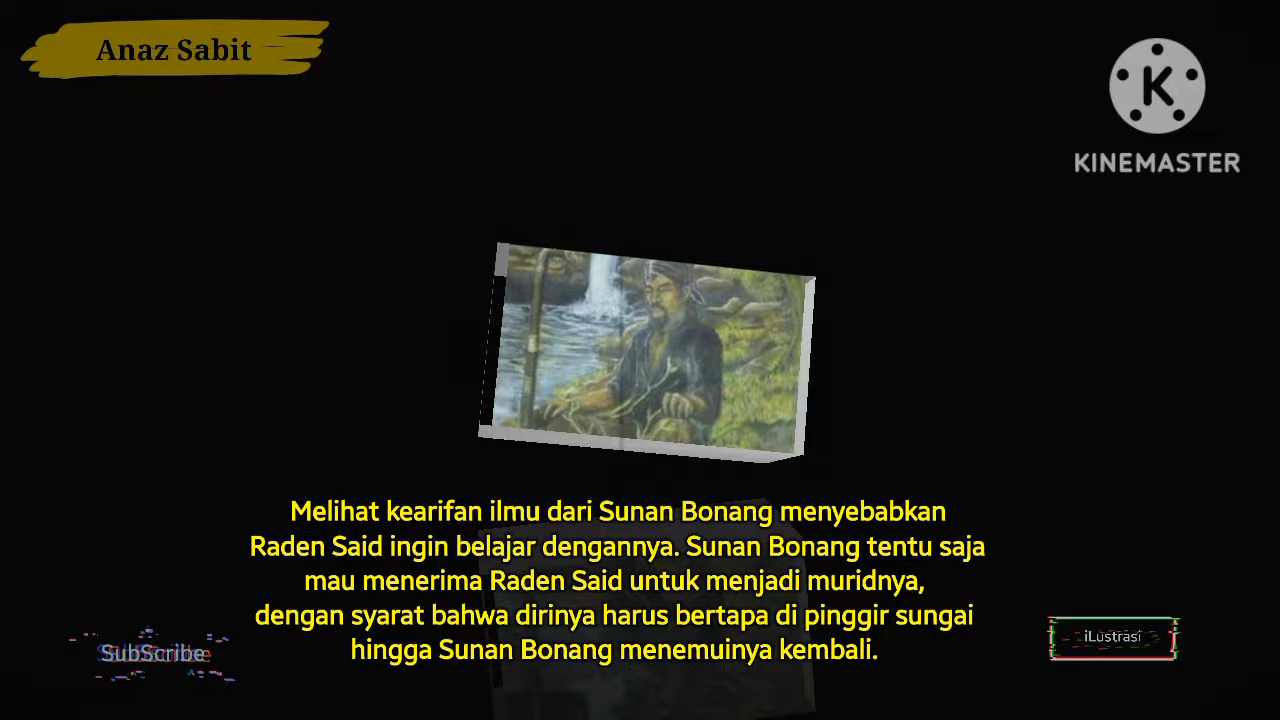 Anaz Sabit
K
KINEMASTER
Melihat kearifan ilmu dari Sunan Bonang menyebabkan
Raden Said ingin belajar dengannya. Sunan Bonang tentu saja
mau menerima Raden Said untuk menjadi muridnya,
dengan syarat bahwa dirinya harus bertapa di pinggir sungai
hingga Sunan Bonang menemuinya kembali.
SubScribe
iLustrasi